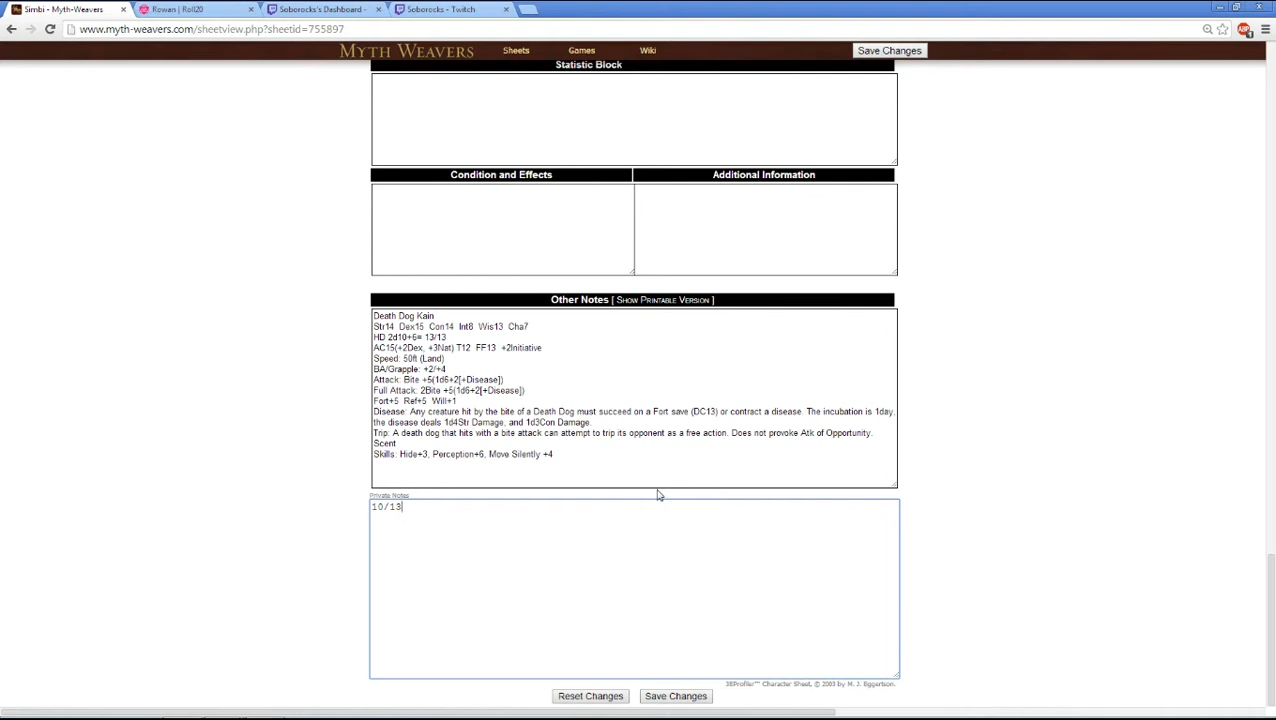 Simbi - Myth-Weavers
Rowan | Roll20
Soborocks's Dashboard -
Soborocks - Twitch
www.myth-weavers.com/sheetview.php?sheetid=755897
MYTH WEAVERS
Sheets
Games
Wiki
Save Changes
Statistic Block
Condition and Effects
Additional Information
Other Notes [ SHOW PRINTABLE VERSION ]
Death Dog Kain
Str14 Dex15 Con14 Int8 Wis13 Cha7
HD 2d10+6= 13/13
AC15(+2Dex, +3Nat) T12 FF13 +2Initiative
Speed: 50ft (Land)
BA/Grapple: +2/+4
Attack: Bite +5(1d6+2[+Disease])
Full Attack: 2Bite +5(1d6+2[+Disease])
Fort+5 Ref+5 Will+1
Disease: Any creature hit by the bite of a Death Dog must succeed on a Fort save (DC13) or contract a disease. The incubation is 1day,
the disease deals 1d4Str Damage, and 1d3Con Damage.
Trip: A death dog that hits with a bite attack can attempt to trip its opponent as a free action. Does not provoke Atk of Opportunity.
Scent
Skills: Hide+3, Perception+6, Move Silently +4
Private Notes
10/13
3EProfiler™ Character Sheet, © 2003 by M. J. Eggertson.
Reset Changes
Save Changes